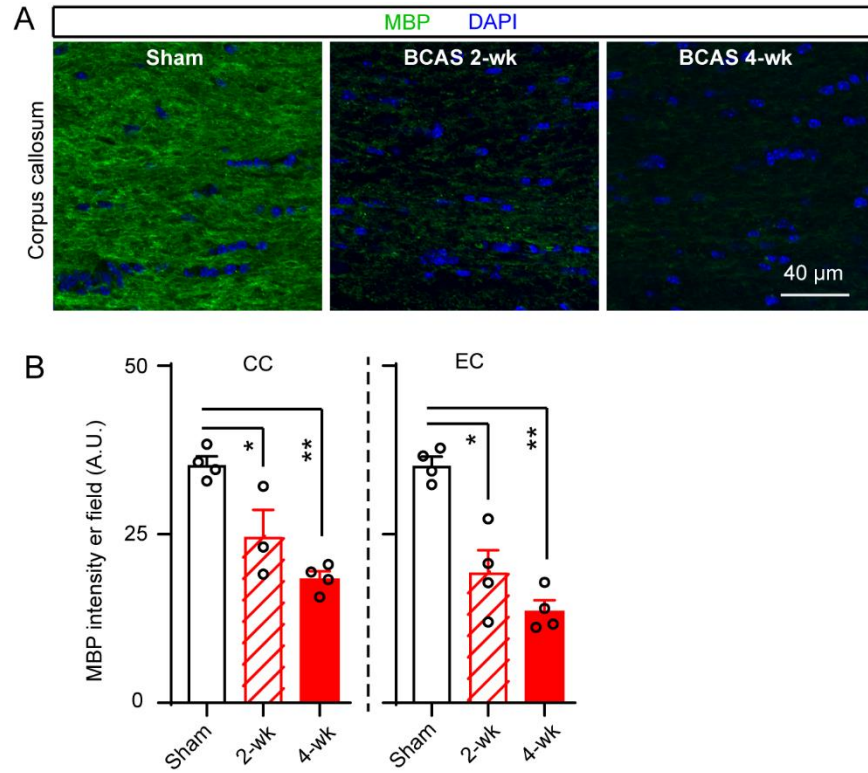 A
MBP DAPI
Sham
BCAS 2-wk
BCAS 4-wk
Corpus callosum
40 µm
B
CC
EC
MBP intensity er field (A.U.)
50
25
0
*
**
*
**
Sham
2-wk
4-wk
Sham
2-wk
4-wk